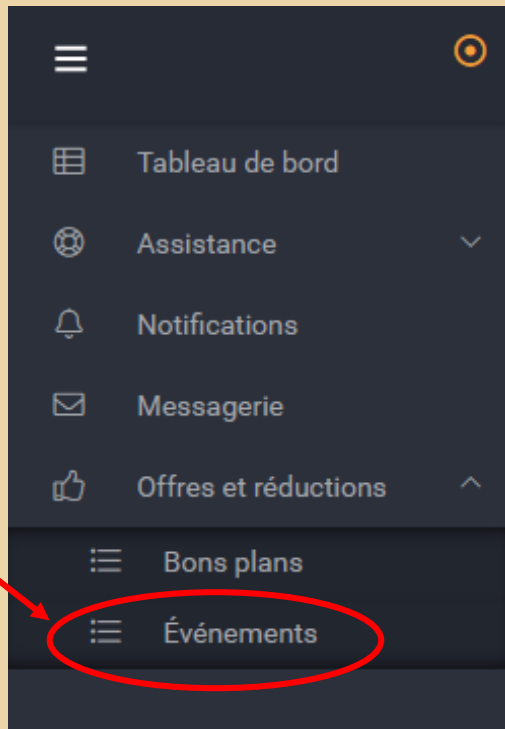 Tableau de bord
Assistance
Notifications
Messagerie
Offres et réductions
Bons plans
Événements